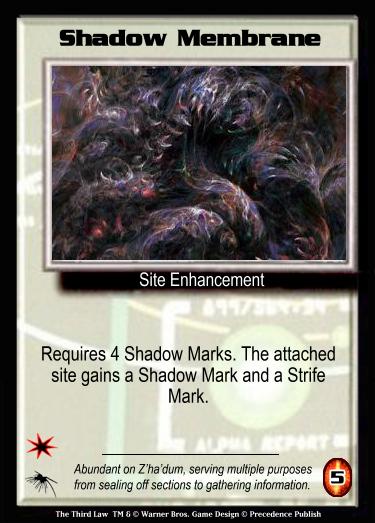 Shadow Membrane
Site Enhancement
Requires 4 Shadow Marks. The attached
site gains a Shadow Mark and a Strife
Mark.
Abundant on Z'ha'dum, serving multiple purposes
from sealing off sections to gathering information.
5
ALPHA REPORT
The Third Law TM & © Warner Bros. Game Design © Precedence Publish